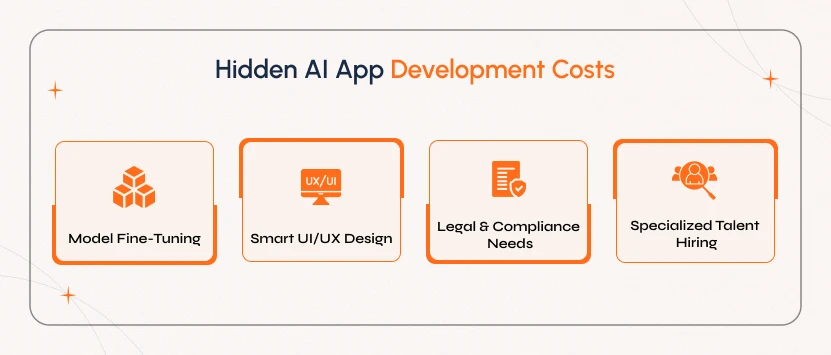 Hidden AI App Development Costs
UX/UI
Model Fine-Tuning
Smart UI/UX Design
Legal & Compliance
Needs
Specialized Talent
Hiring